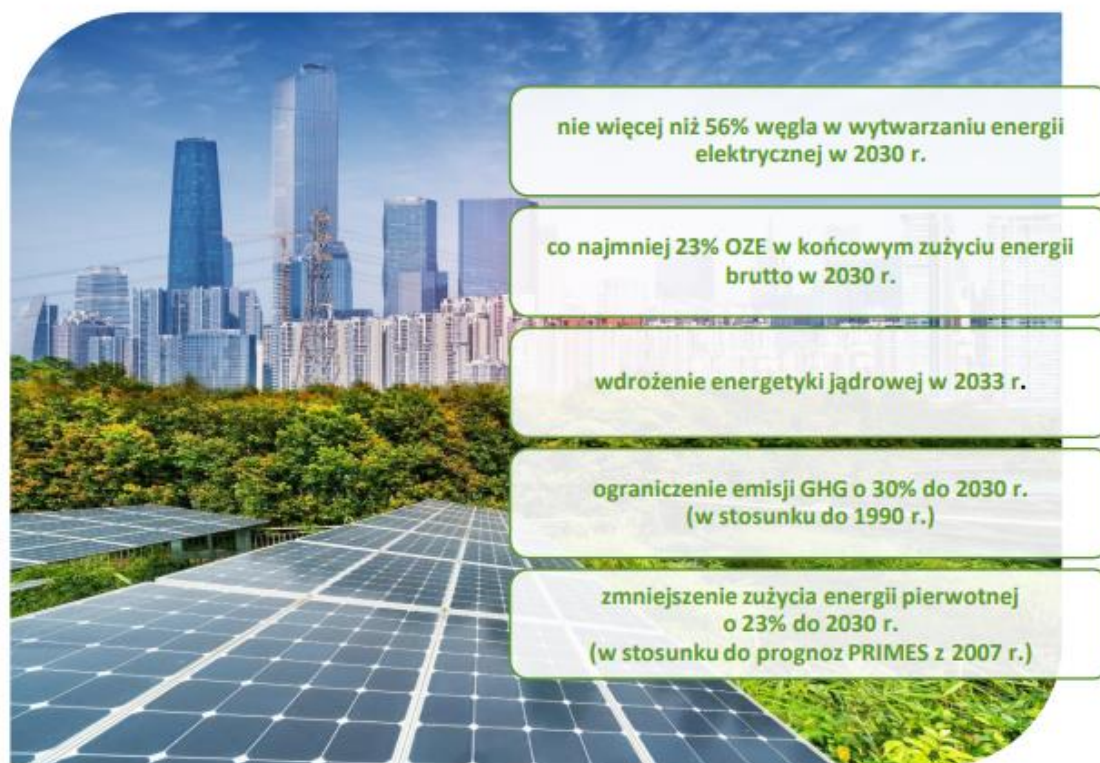 nie więcej niż 56% węgla w wytwarzaniu energii
elektrycznej w 2030 r.
co najmniej 23% OZE w końcowym zużyciu energii
brutto w 2030 r.
wdrożenie energetyki jądrowej w 2033 r.
ograniczenie emisji GHG o 30% do 2030 r.
(w stosunku do 1990 r.)
zmniejszenie zużycia energii pierwotnej
o 23% do 2030 r.
(w stosunku do prognoz PRIMES z 2007 r.)